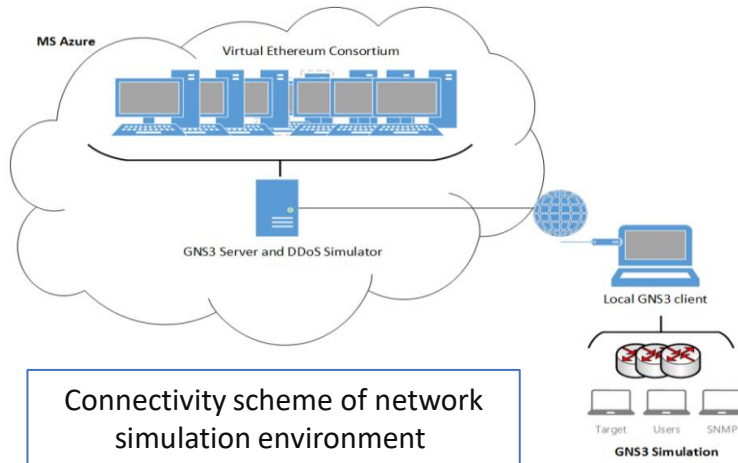 MS Azure
Virtual Ethereum Consortium
GNS3 Server and DDoS Simulator
Local GNS3 client
Target Users SNMP
GNS3 Simulation
Connectivity scheme of network
simulation environment